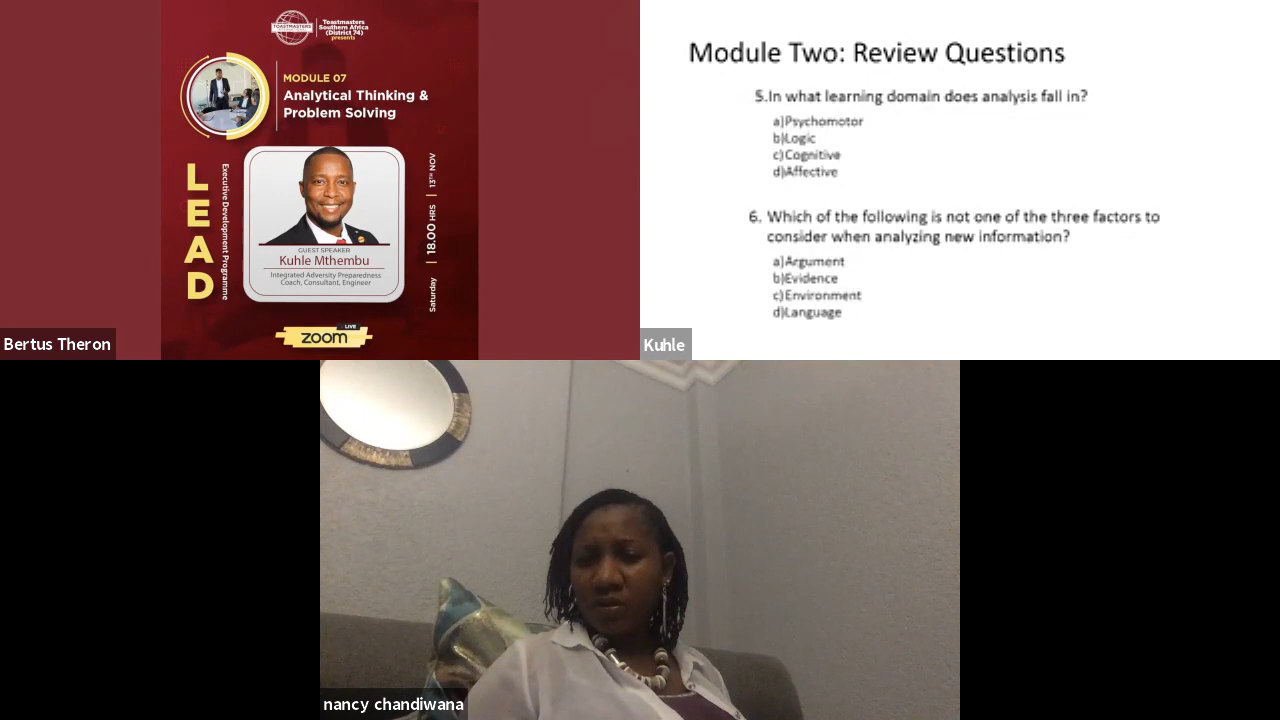 TOASTMASTERS
INTERNATIONAL
Toastmasters
Southern Africa
(District 74)
presents
MODULE 07
Analytical Thinking &
Problem Solving
LEAD
Executive Development Programme
GUEST SPEAKER
Kuhle Mthembu
Integrated Adversity Preparedness
Coach, Consultant, Engineer
Saturday | 18.00 HRS | 13TH NOV
LIVE
zoom
Bertus Theron
Module Two: Review Questions
5.In what learning domain does analysis fall in?
a)Psychomotor
b)Logic
c)Cognitive
d)Affective
6. Which of the following is not one of the three factors to
consider when analyzing new information?
a)Argument
b)Evidence
c)Environment
d)Language
Kuhle
nancy chandiwana